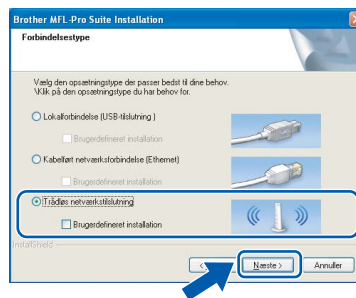 Brother MFL-Pro Suite Installation
Forbindelsestype
Vælg den opsætningstype der passer bedst til dine behov.
\Klik på den opsætningstype du har behov for.
Lokalforbindelse (USB-tilslutning )
Brugerdefineret installation
Kabelført netværksforbindelse (Ethernet)
Brugerdefineret installation
Trådløs netværkstilslutning
Brugerdefineret installation
InstallShield
<
Næste >
Annuller